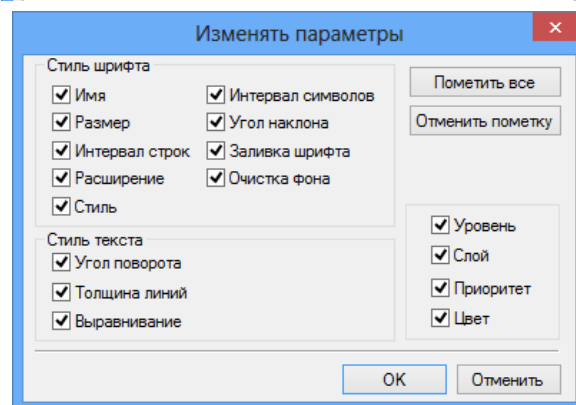 Изменять параметры
Стиль шрифта
Имя
Интервал символов
Размер
Угол наклона
Интервал строк
Заливка шрифта
Расширение
Очистка фона
Стиль
Пометить все
Отменить пометку
Стиль текста
Угол поворота
Толщина линий
Выравнивание
Уровень
Слой
Приоритет
Цвет
OK
Отменить